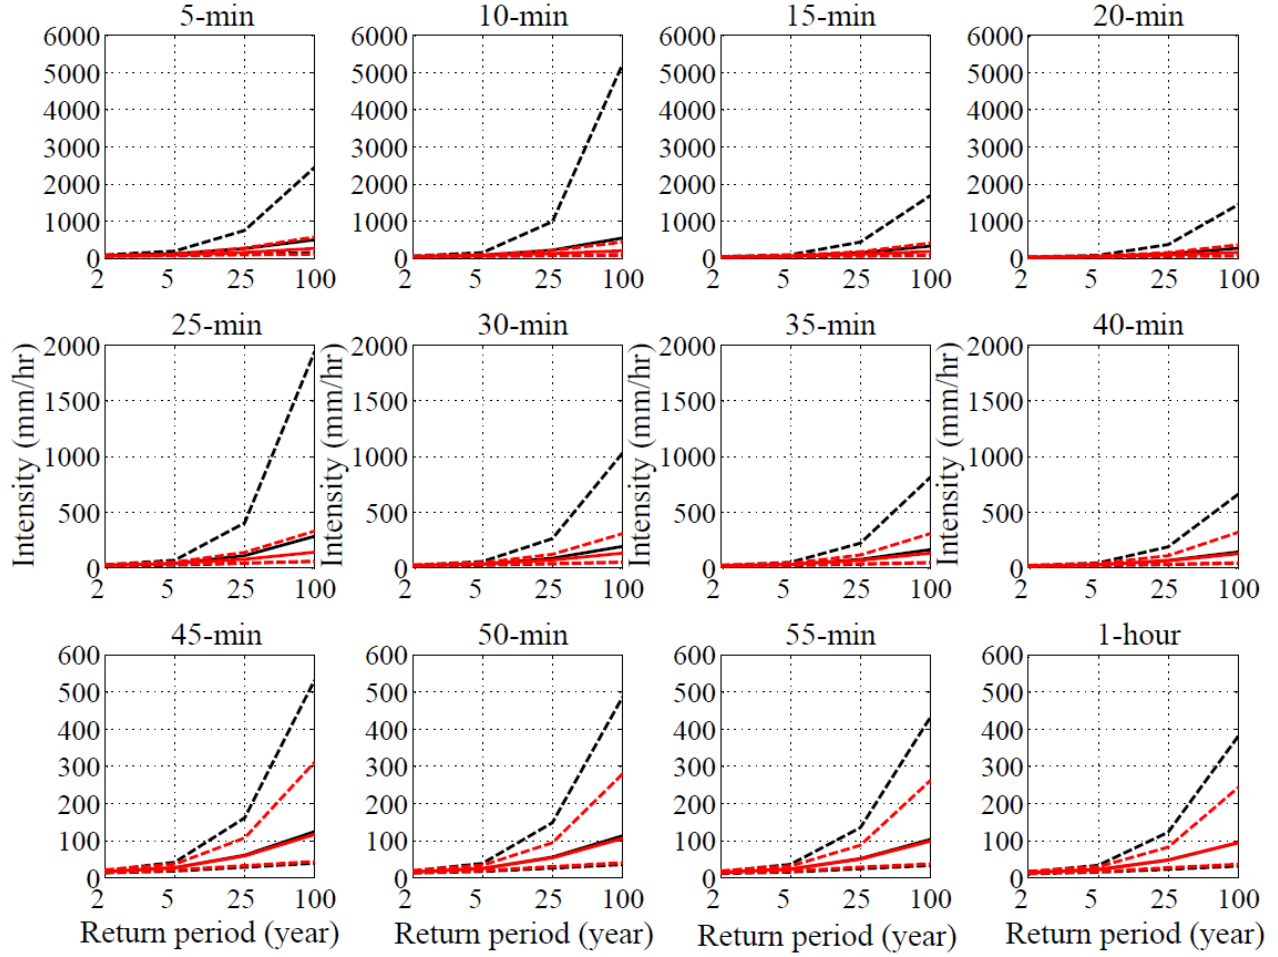 5-min 10-min 15-min 20-min
6000 6000 6000 6000
5000 5000 5000 5000
4000 4000 4000 4000
3000 3000 3000 3000
2000 2000 2000 2000
1000 1000 1000 1000
0 0 0 0
2 5 25 100 2 5 25 100 2 5 25 100 2 5 25 100
25-min 30-min 35-min 40-min
Intensity (mm/hr) Intensity (mm/hr) Intensity (mm/hr) Intensity (mm/hr)
2000 2000 2000 2000
1500 1500 1500 1500
1000 1000 1000 1000
500 500 500 500
0 0 0 0
2 5 25 100 2 5 25 100 2 5 25 100 2 5 25 100
45-min 50-min 55-min 1-hour
600 600 600 600
500 500 500 500
400 400 400 400
300 300 300 300
200 200 200 200
100 100 100 100
0 0 0 0
2 5 25 100 2 5 25 100 2 5 25 100 2 5 25 100
Return period (year) Return period (year) Return period (year) Return period (year)